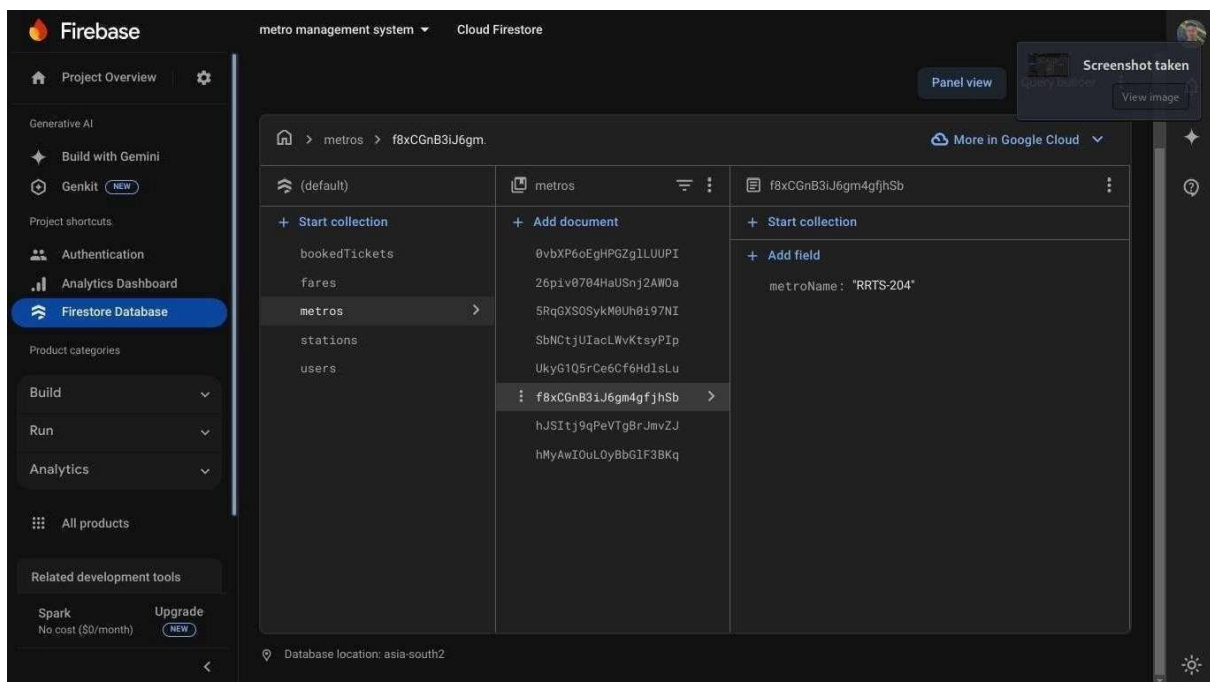 Firebase
metro management system
Cloud Firestore
Project Overview
Screenshot taken
View image
Panel view
Query builder
Generative AI
Build with Gemini
Genkit NEW
Project shortcuts
Authentication
Analytics Dashboard
Firestore Database
Product categories
Build
Run
Analytics
All products
Related development tools
Spark
No cost ($0/month)
Upgrade
NEW
metros > f8xCGnB3iJ6gm.
More in Google Cloud
(default)
+ Start collection
bookedTickets
fares
metros
stations
users
metros
+ Add document
0vbXP6oEgHPGZglLUUPI
26piv0704HaUSnj2AWOa
5RqGXSOSykM0Uh0i97NI
SbNCtjUIacLWvKtsyPIp
UkyG1Q5rCe6Cf6HdlsLu
f8xCGnB3iJ6gm4gfjhSb
hJSItj9qPeVTgBrJmvZJ
hMyAwIOuLOyBbGlF3BKq
f8xCGnB3iJ6gm4gfjhSb
+ Start collection
+ Add field
metroName: "RRTS-204"
Database location: asia-south2